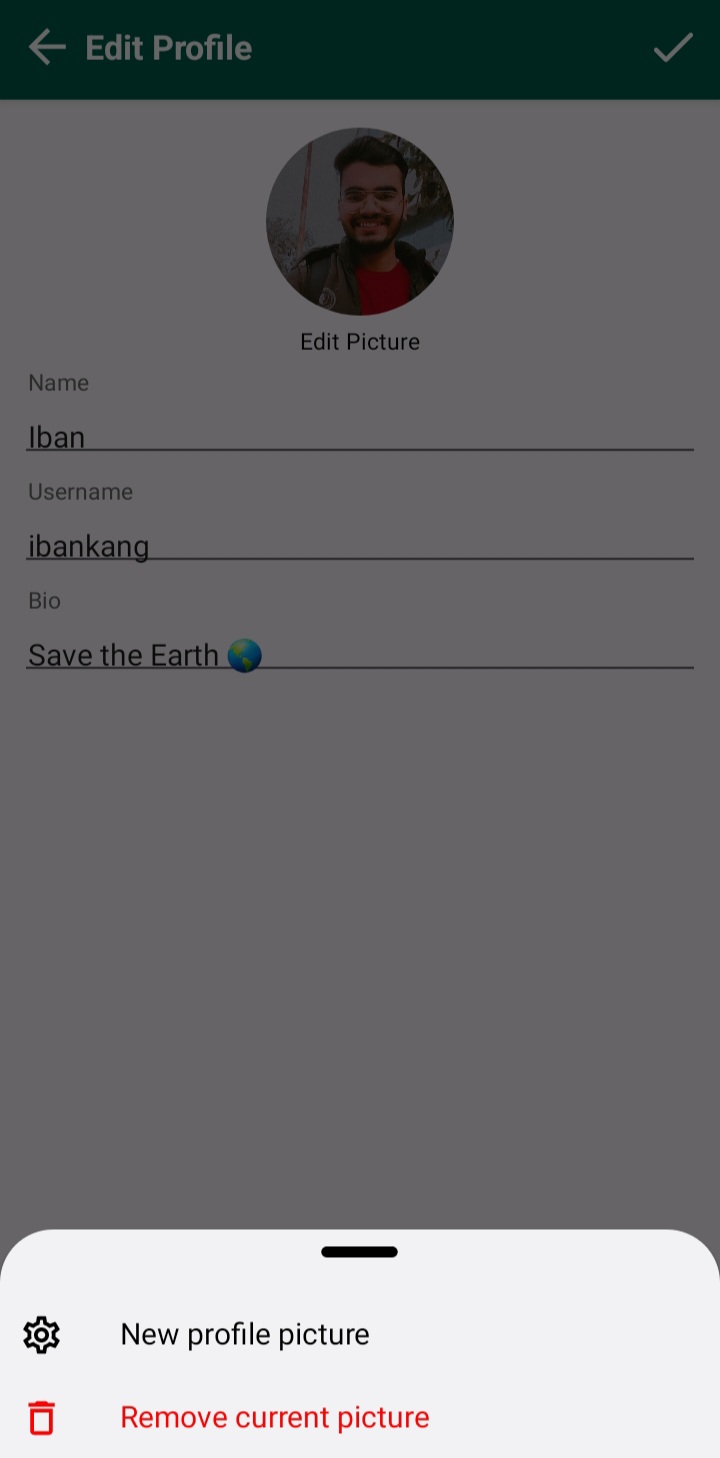 Edit Profile
Edit Picture
Name
Iban
Username
ibankang
Bio
Save the Earth 🌎
New profile picture
Remove current picture